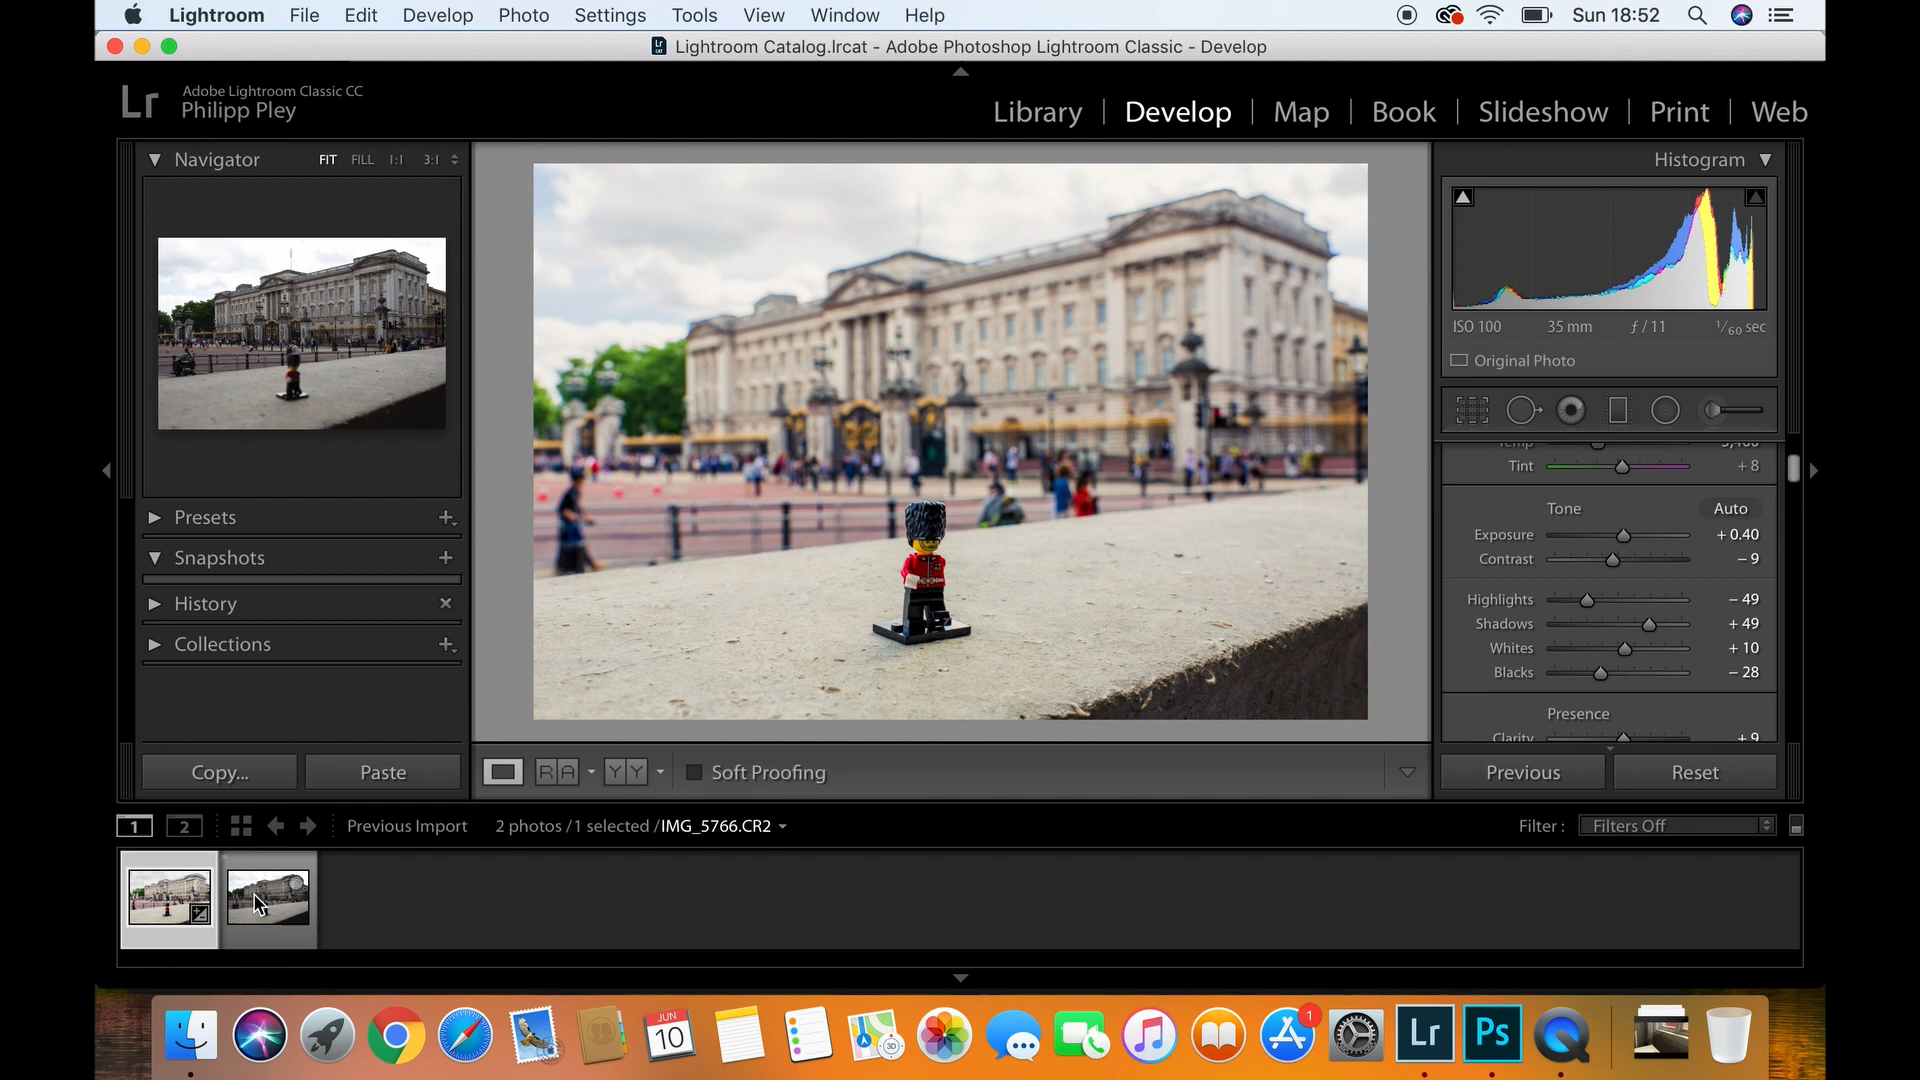 Lightroom File Edit Develop Photo Settings Tools View Window Help Sun 18:52
Lightroom Catalog.lrcat - Adobe Photoshop Lightroom Classic - Develop
Lr Adobe Lightroom Classic CC
Philipp Pley
Library | Develop | Map | Book | Slideshow | Print | Web
Navigator FIT FILL 1:1 3:1
Histogram
ISO 100 35 mm ƒ / 11 1/60 sec
Original Photo
Tint + 8
Tone Auto
Exposure + 0.40
Contrast – 9
Highlights – 49
Shadows + 49
Whites + 10
Blacks – 28
Presence
Clarity + 9
Presets
Snapshots
History
Collections
Copy... Paste
R A Y Y Soft Proofing
Previous Reset
1 2 Previous Import 2 photos / 1 selected / IMG_5766.CR2 Filter : Filters Off
JUN
10
3D
1
Lr Ps